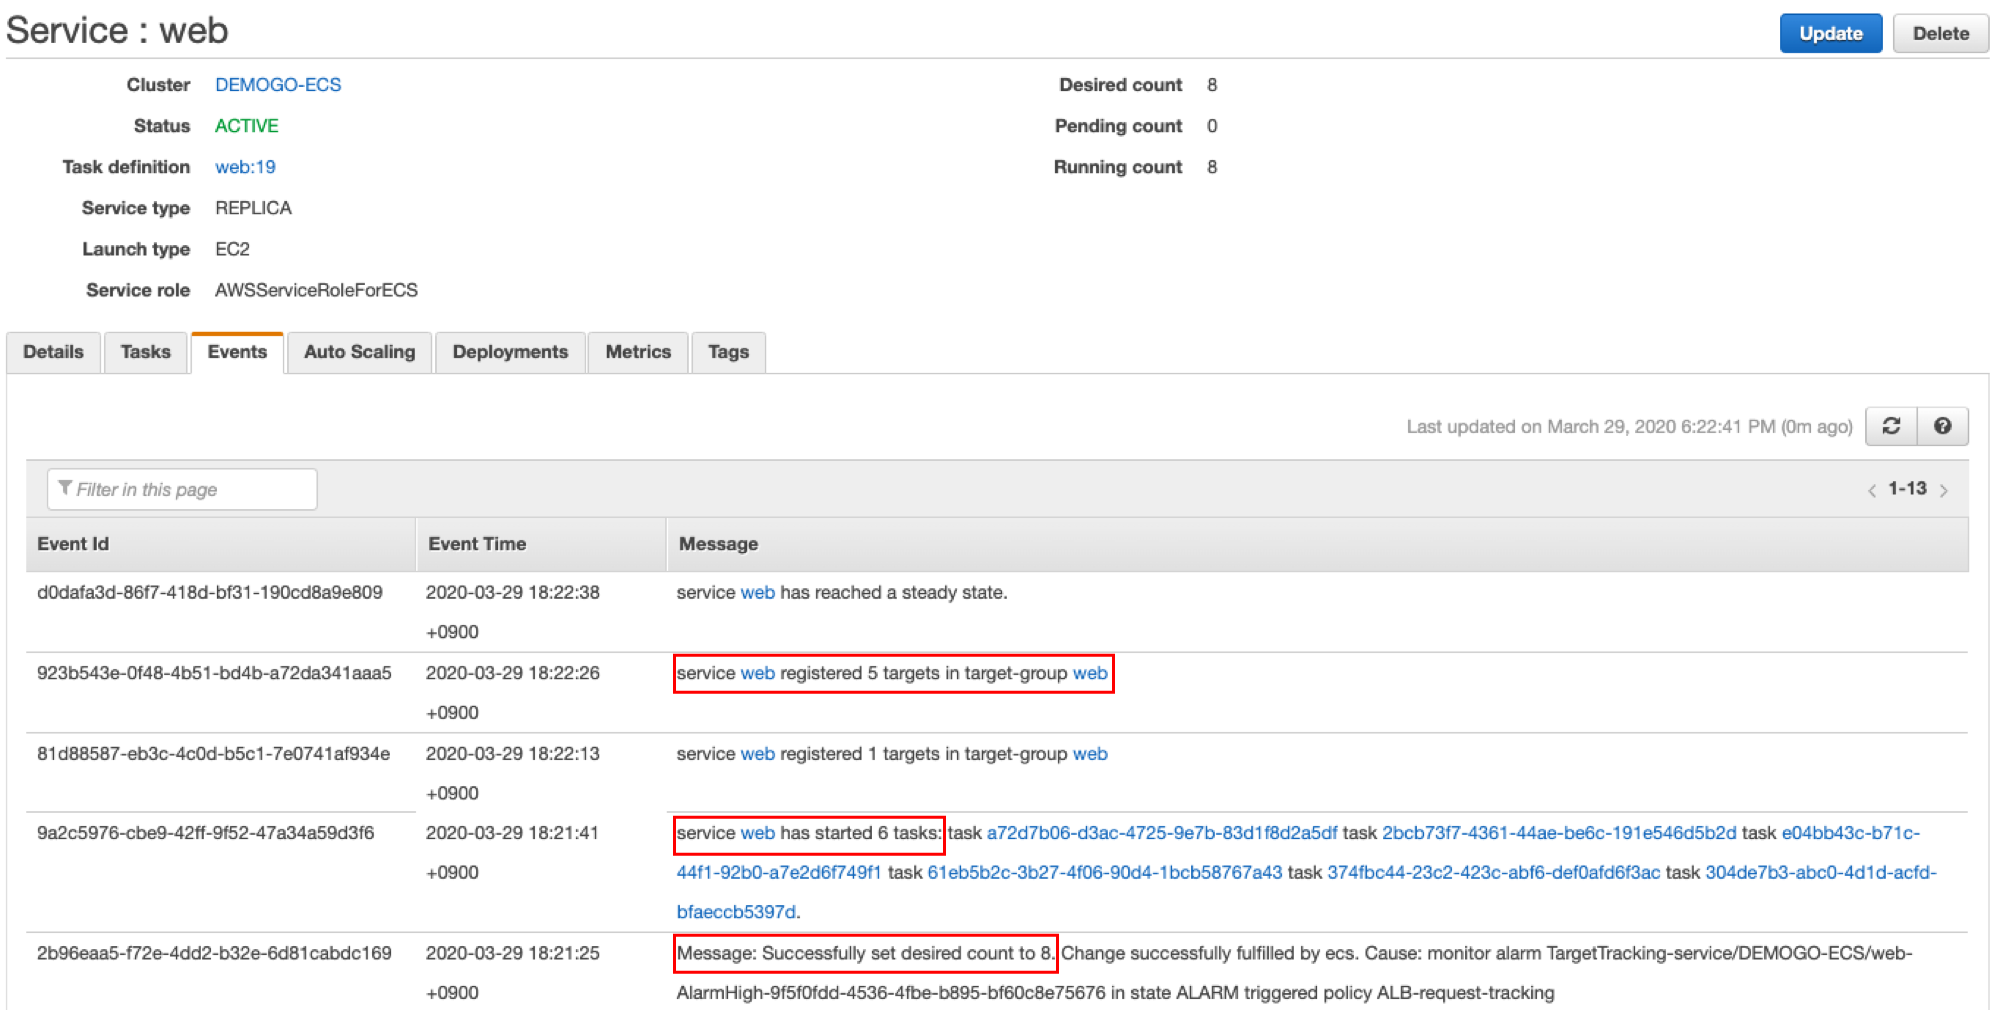 Service : web
Update
Delete
Cluster DEMOGO-ECS
Desired count 8
Status ACTIVE
Pending count 0
Task definition web:19
Running count 8
Service type REPLICA
Launch type EC2
Service role AWSServiceRoleForECS
Details Tasks Events Auto Scaling Deployments Metrics Tags
Last updated on March 29, 2020 6:22:41 PM (0m ago)
Filter in this page
1-13
Event Id Event Time Message
d0dafa3d-86f7-418d-bf31-190cd8a9e809 2020-03-29 18:22:38 service web has reached a steady state.
+0900
923b543e-0f48-4b51-bd4b-a72da341aaa5 2020-03-29 18:22:26 service web registered 5 targets in target-group web
+0900
81d88587-eb3c-4c0d-b5c1-7e0741af934e 2020-03-29 18:22:13 service web registered 1 targets in target-group web
+0900
9a2c5976-cbe9-42ff-9f52-47a34a59d3f6 2020-03-29 18:21:41 service web has started 6 tasks: task a72d7b06-d3ac-4725-9e7b-83d1f8d2a5df task 2bcb73f7-4361-44ae-be6c-191e546d5b2d task e04bb43c-b71c-
+0900 44f1-92b0-a7e2d6f749f1 task 61eb5b2c-3b27-4f06-90d4-1bcb58767a43 task 374fbc44-23c2-423c-abf6-def0afd6f3ac task 304de7b3-abc0-4d1d-acfd-
bfaeccb5397d.
2b96eaa5-f72e-4dd2-b32e-6d81cabdc169 2020-03-29 18:21:25 Message: Successfully set desired count to 8. Change successfully fulfilled by ecs. Cause: monitor alarm TargetTracking-service/DEMOGO-ECS/web-
+0900 AlarmHigh-9f5f0fdd-4536-4fbe-b895-bf60c8e75676 in state ALARM triggered policy ALB-request-tracking